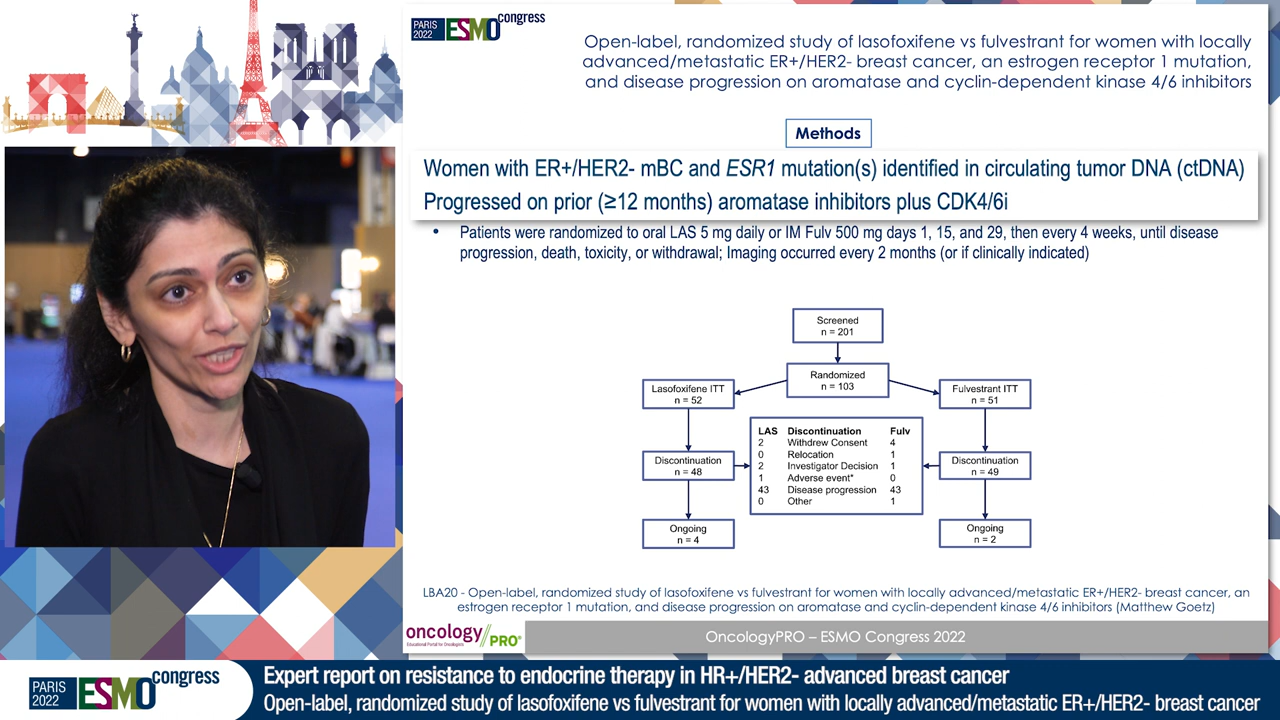 PARIS
2022
ESMO
congress
Open-label, randomized study of lasofoxifene vs fulvestrant for women with locally
advanced/metastatic ER+/HER2- breast cancer, an estrogen receptor 1 mutation,
and disease progression on aromatase and cyclin-dependent kinase 4/6 inhibitors
Methods
Women with ER+/HER2- mBC and ESR1 mutation(s) identified in circulating tumor DNA (ctDNA)
Progressed on prior (≥12 months) aromatase inhibitors plus CDK4/6i
• Patients were randomized to oral LAS 5 mg daily or IM Fulv 500 mg days 1, 15, and 29, then every 4 weeks, until disease
progression, death, toxicity, or withdrawal; Imaging occurred every 2 months (or if clinically indicated)
Screened
n = 201
Randomized
n = 103
Lasofoxifene ITT
n = 52
Fulvestrant ITT
n = 51
LAS Discontinuation Fulv
2 Withdrew Consent 4
0 Relocation 1
2 Investigator Decision 1
1 Adverse event* 0
43 Disease progression 43
0 Other 1
Discontinuation
n = 48
Discontinuation
n = 49
Ongoing
n = 4
Ongoing
n = 2
LBA20 - Open-label, randomized study of lasofoxifene vs fulvestrant for women with locally advanced/metastatic ER+/HER2- breast cancer, an
estrogen receptor 1 mutation, and disease progression on aromatase and cyclin-dependent kinase 4/6 inhibitors (Matthew Goetz)
oncology PRO®
Educational Portal for Oncologists
OncologyPRO – ESMO Congress 2022
PARIS
2022
ESMO
congress
Expert report on resistance to endocrine therapy in HR+/HER2- advanced breast cancer
Open-label, randomized study of lasofoxifene vs fulvestrant for women with locally advanced/metastatic ER+/HER2- breast cancer